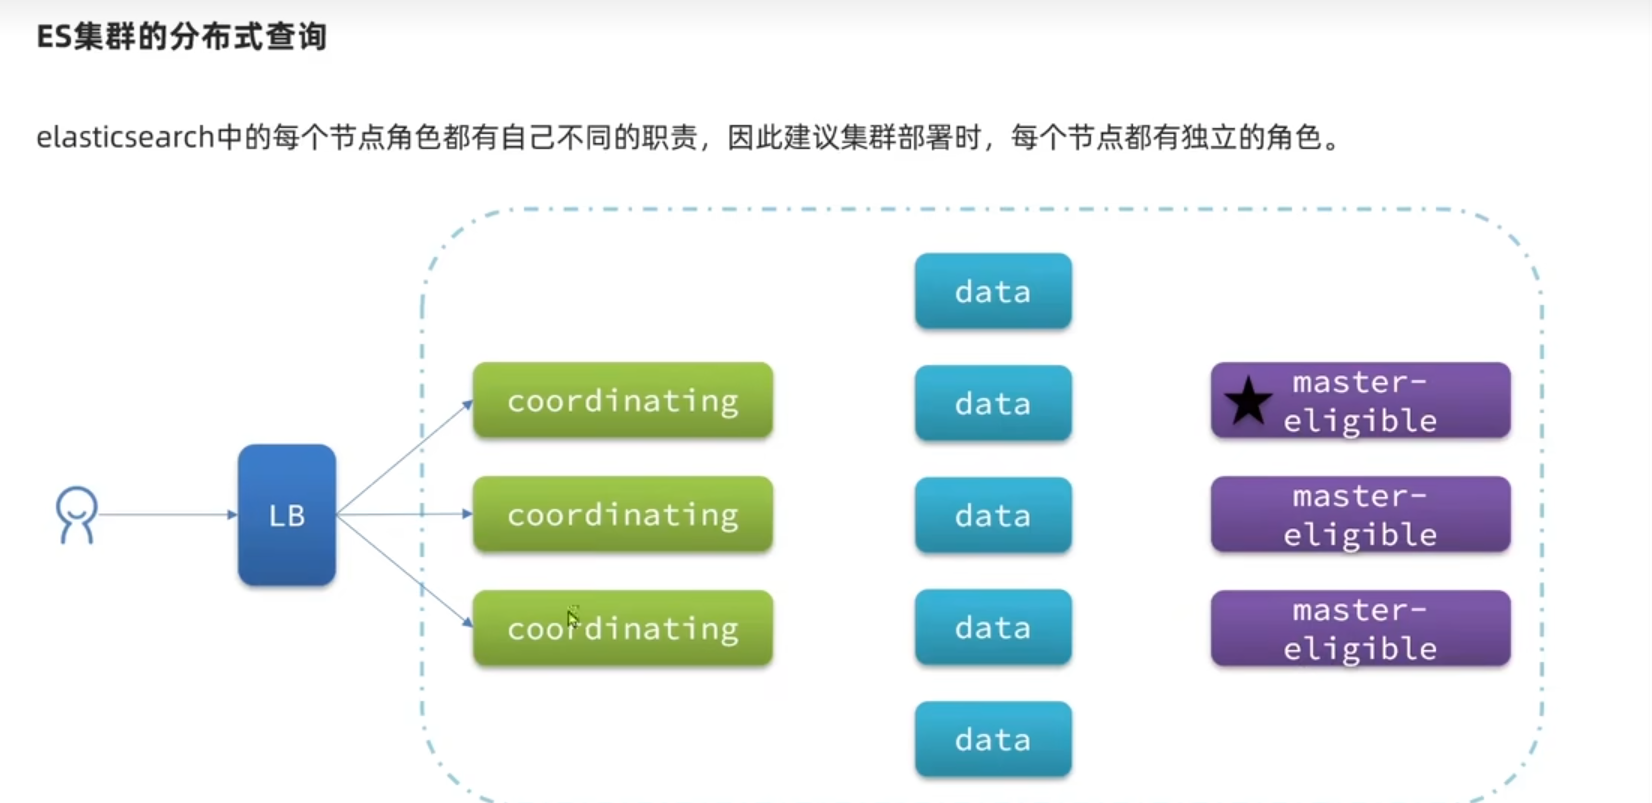 ES集群的分布式查询
elasticsearch中的每个节点角色都有自己不同的职责，因此建议集群部署时，每个节点都有独立的角色。
data
coordinating
data
master-
eligible
LB
coordinating
data
master-
eligible
coordinating
data
master-
eligible
data